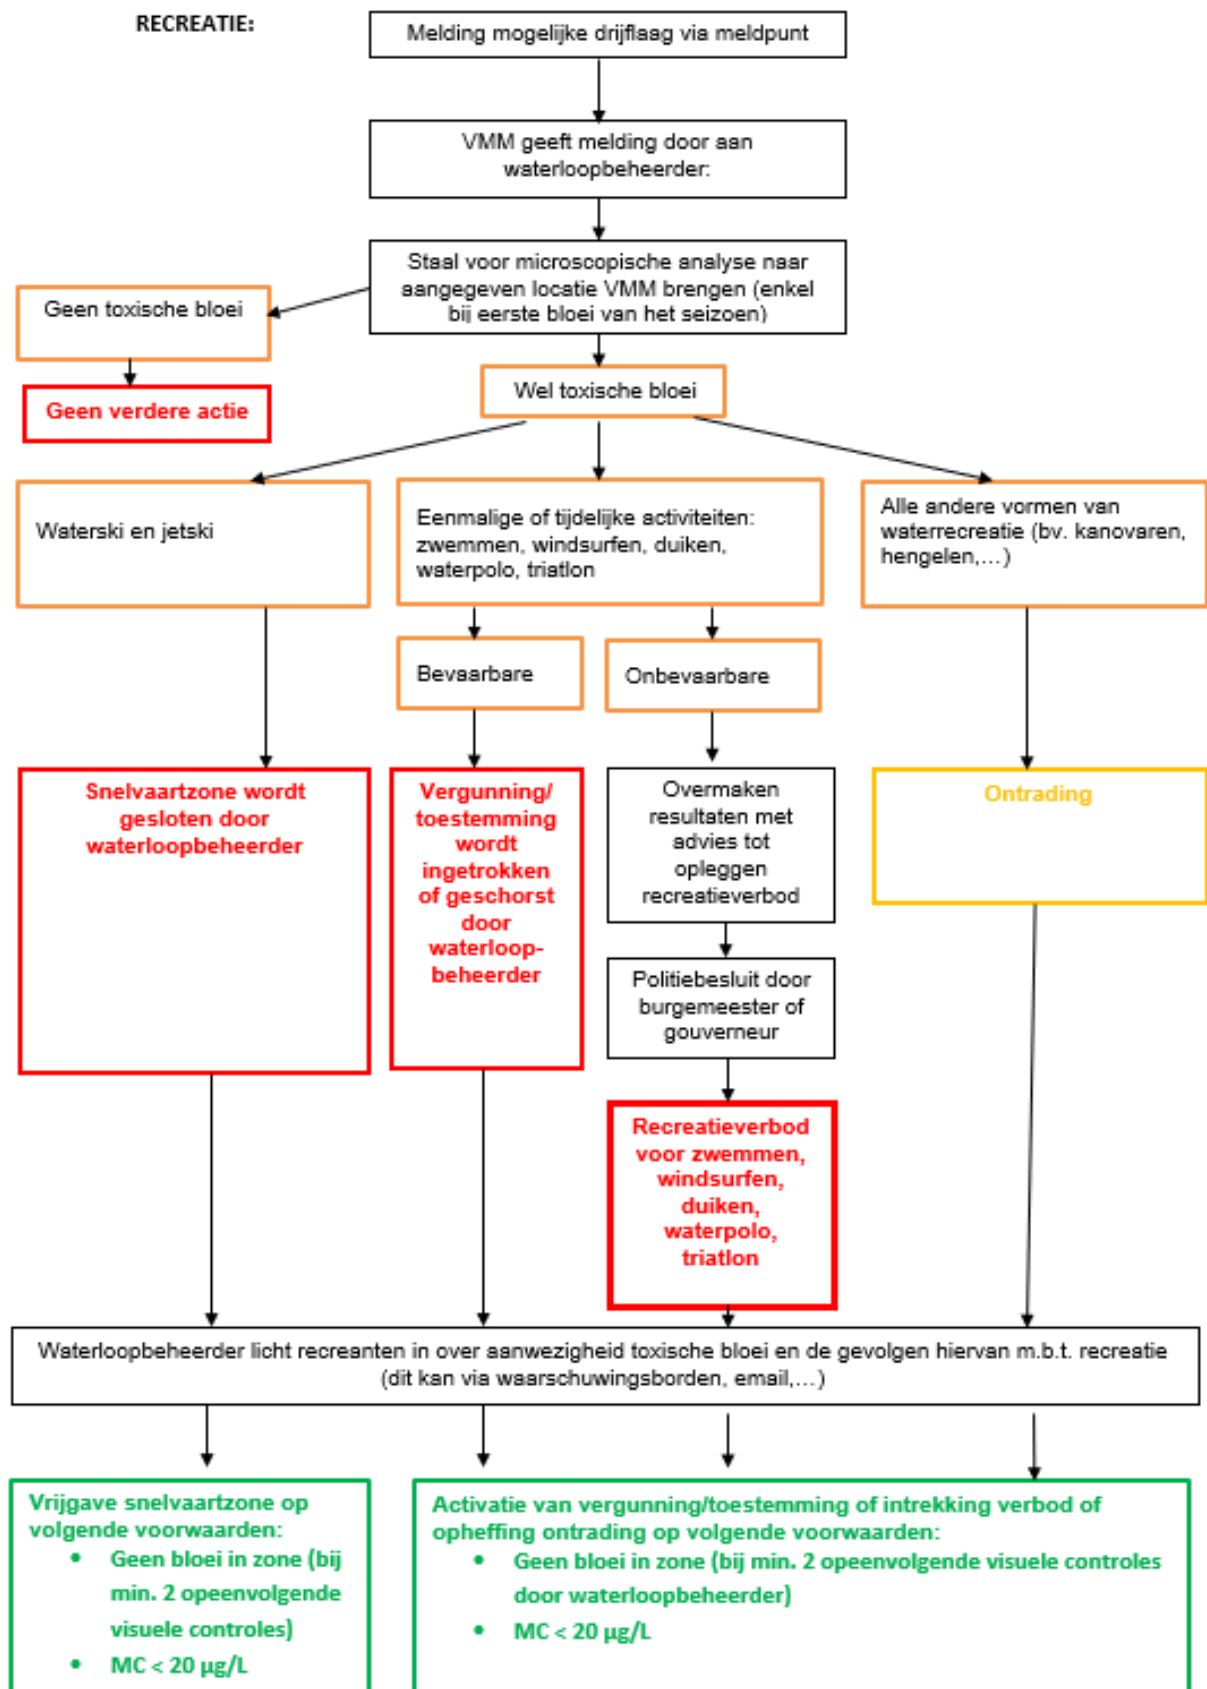 RECREATIE:
Melding mogelijke drijflaag via meldpunt
VMM geeft melding door aan
waterloopbeheerder:
Staal voor microscopische analyse naar
aangegeven locatie VMM brengen (enkel
bij eerste bloei van het seizoen)
Geen toxische bloei
Geen verdere actie
Wel toxische bloei
Waterski en jetski
Eenmalige of tijdelijke activiteiten:
zwemmen, windsurfen, duiken,
waterpolo, triatlon
Alle andere vormen van
waterrecreatie (bv. kanovaren,
hengelen,…)
Bevaarbare
Onbevaarbare
Snelvaartzone wordt
gesloten door
waterloopbeheerder
Vergunning/
toestemming
wordt
ingetrokken
of geschorst
door
waterloop-
beheerder
Overmaken
resultaten met
advies tot
opleggen
recreatieverbod
Ontrading
Politiebesluit door
burgemeester of
gouverneur
Recreatieverbod
voor zwemmen,
windsurfen,
duiken,
waterpolo,
triatlon
Waterloopbeheerder licht recreanten in over aanwezigheid toxische bloei en de gevolgen hiervan m.b.t. recreatie
(dit kan via waarschuwingsborden, email,…)
Vrijgave snelvaartzone op
volgende voorwaarden:
• Geen bloei in zone (bij
min. 2 opeenvolgende
visuele controles)
• MC < 20 µg/L
Activatie van vergunning/toestemming of intrekking verbod of
opheffing ontrading op volgende voorwaarden:
• Geen bloei in zone (bij min. 2 opeenvolgende visuele controles
door waterloopbeheerder)
• MC < 20 µg/L